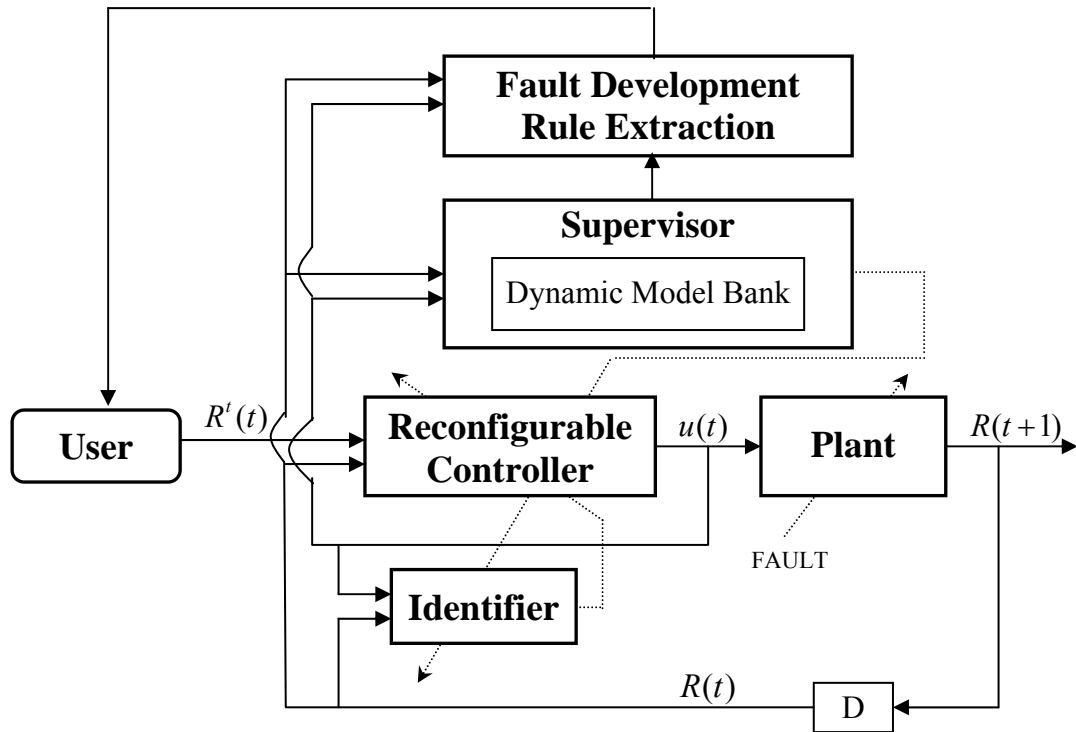 Fault Development
Rule Extraction
Supervisor
Dynamic Model Bank
User
R^t(t)
Reconfigurable
Controller
u(t)
Plant
R(t+1)
FAULT
Identifier
R(t)
D